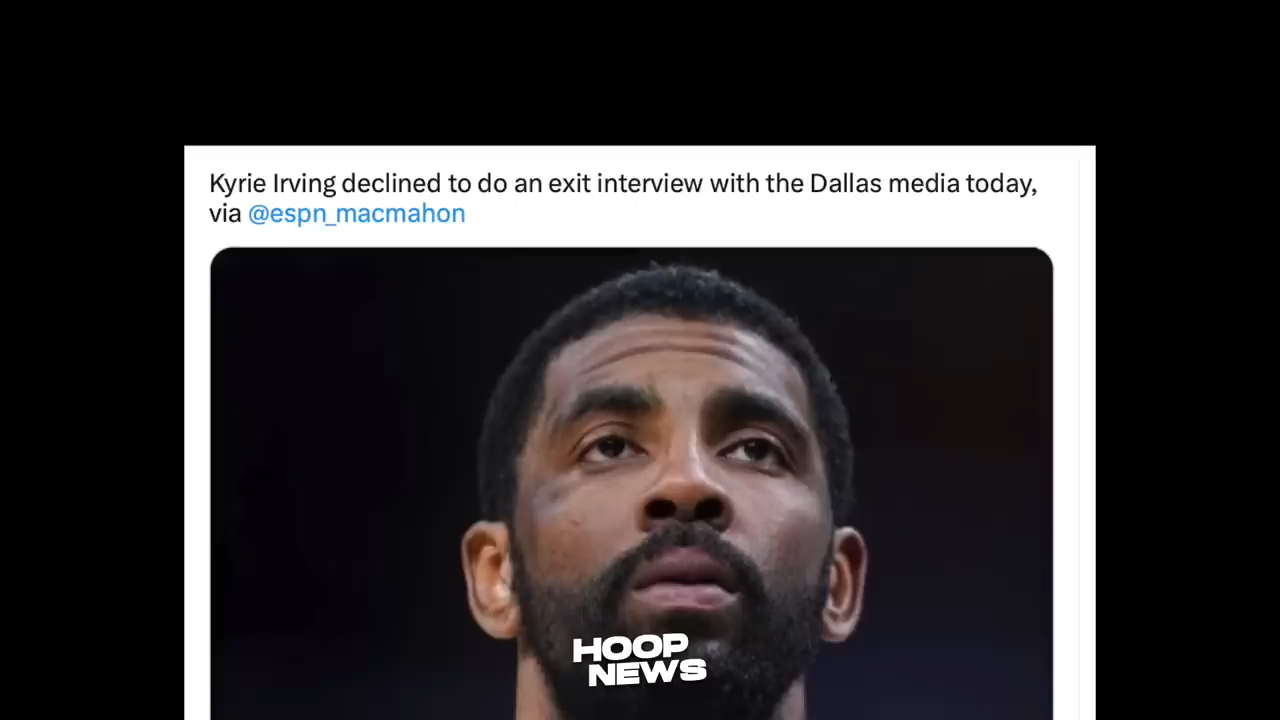 Kyrie Irving declined to do an exit interview with the Dallas media today,
via @espn_macmahon
HOOP
NEWS